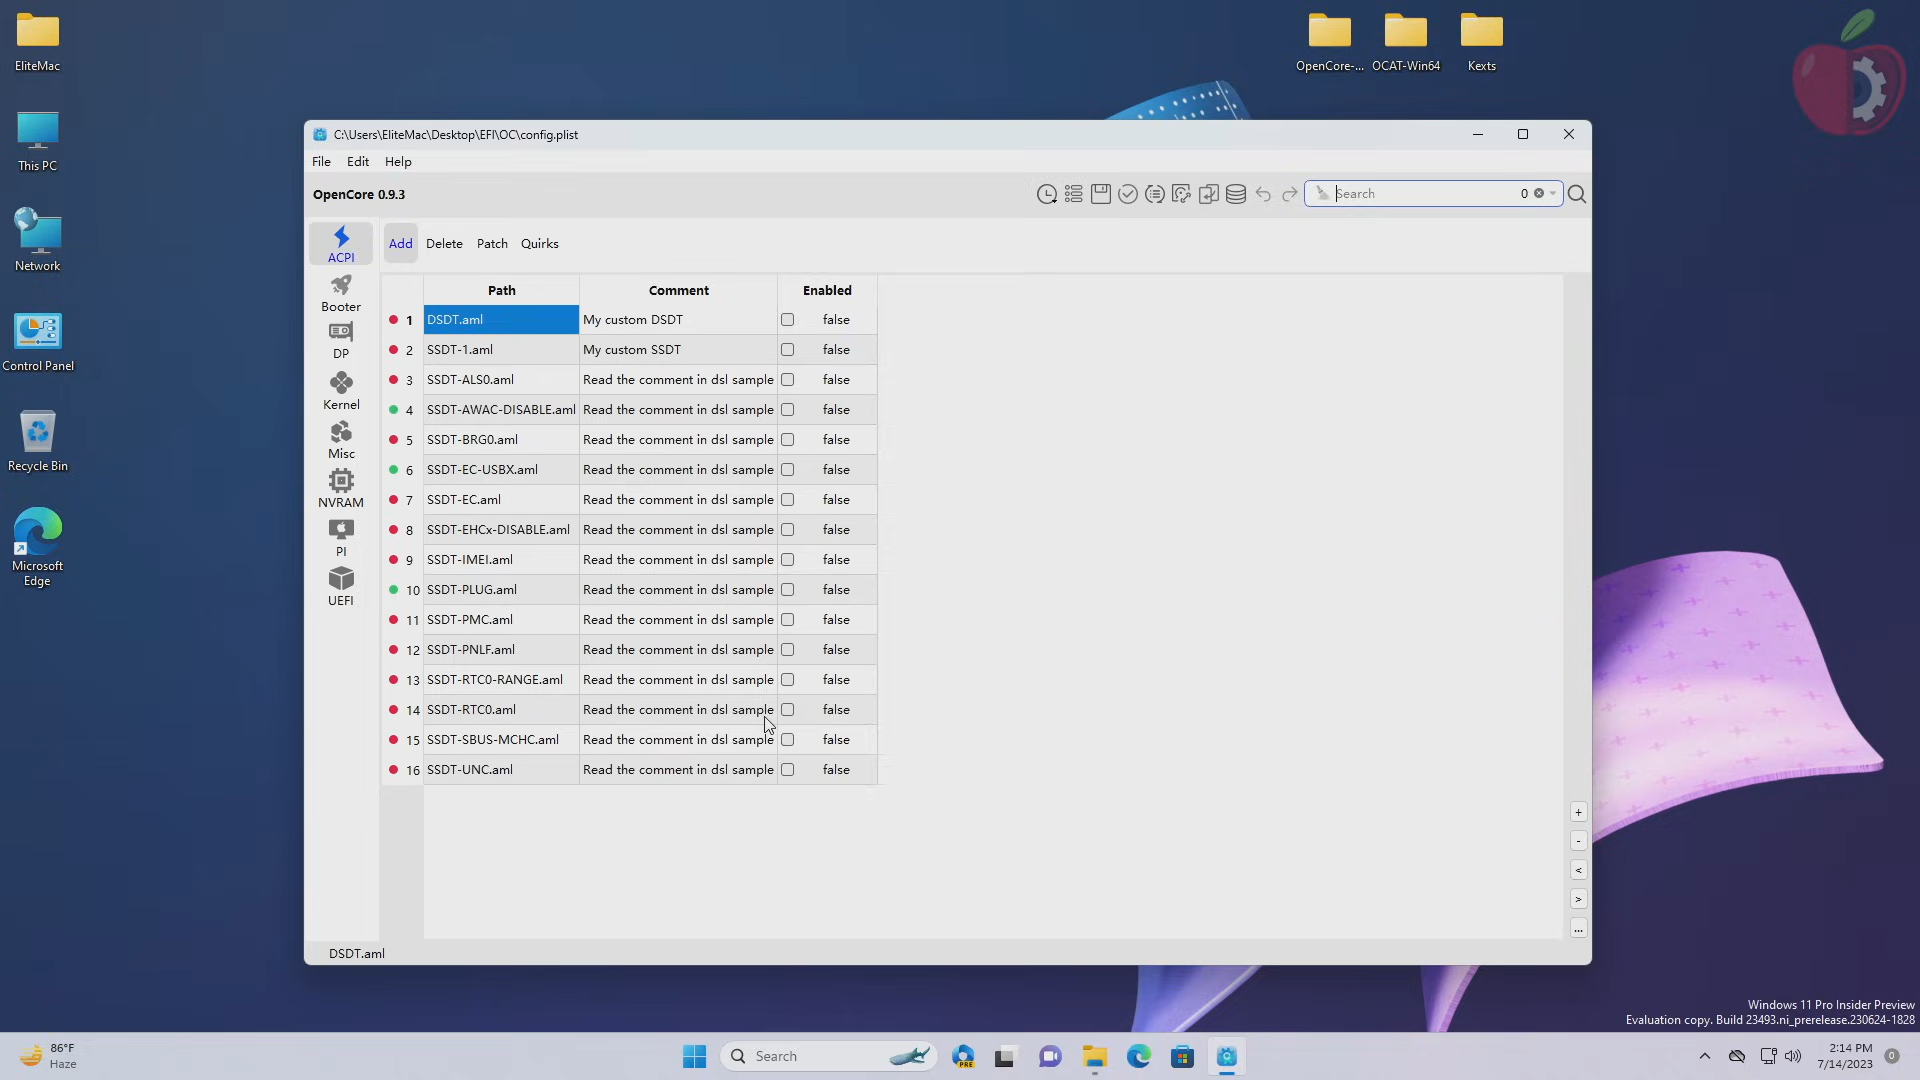 EliteMac
This PC
Network
Control Panel
Recycle Bin
Microsoft
Edge
OpenCore-...
OCAT-Win64
Kexts
C:\Users\EliteMac\Desktop\EFI\OC\config.plist
File Edit Help
OpenCore 0.9.3
Search 0
ACPI
Booter
DP
Kernel
Misc
NVRAM
PI
UEFI
Add Delete Patch Quirks
Path Comment Enabled
1 DSDT.aml My custom DSDT false
2 SSDT-1.aml My custom SSDT false
3 SSDT-ALS0.aml Read the comment in dsl sample false
4 SSDT-AWAC-DISABLE.aml Read the comment in dsl sample false
5 SSDT-BRG0.aml Read the comment in dsl sample false
6 SSDT-EC-USBX.aml Read the comment in dsl sample false
7 SSDT-EC.aml Read the comment in dsl sample false
8 SSDT-EHCx-DISABLE.aml Read the comment in dsl sample false
9 SSDT-IMEI.aml Read the comment in dsl sample false
10 SSDT-PLUG.aml Read the comment in dsl sample false
11 SSDT-PMC.aml Read the comment in dsl sample false
12 SSDT-PNLF.aml Read the comment in dsl sample false
13 SSDT-RTC0-RANGE.aml Read the comment in dsl sample false
14 SSDT-RTC0.aml Read the comment in dsl sample false
15 SSDT-SBUS-MCHC.aml Read the comment in dsl sample false
16 SSDT-UNC.aml Read the comment in dsl sample false
+
-
<
>
...
DSDT.aml
Windows 11 Pro Insider Preview
Evaluation copy. Build 23493.ni_prerelease.230624-1828
86°F
Haze
Search
PRE
2:14 PM
7/14/2023
0